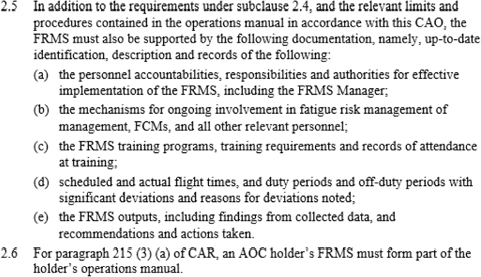 2.5 In addition to the requirements under subclause 2.4, and the relevant limits and
procedures contained in the operations manual in accordance with this CAO, the
FRMS must also be supported by the following documentation, namely, up-to-date
identification, description and records of the following:
(a) the personnel accountabilities, responsibilities and authorities for effective
implementation of the FRMS, including the FRMS Manager;
(b) the mechanisms for ongoing involvement in fatigue risk management of
management, FCMs, and all other relevant personnel;
(c) the FRMS training programs, training requirements and records of attendance
at training;
(d) scheduled and actual flight times, and duty periods and off-duty periods with
significant deviations and reasons for deviations noted;
(e) the FRMS outputs, including findings from collected data, and
recommendations and actions taken.
2.6 For paragraph 215 (3) (a) of CAR, an AOC holder’s FRMS must form part of the
holder’s operations manual.